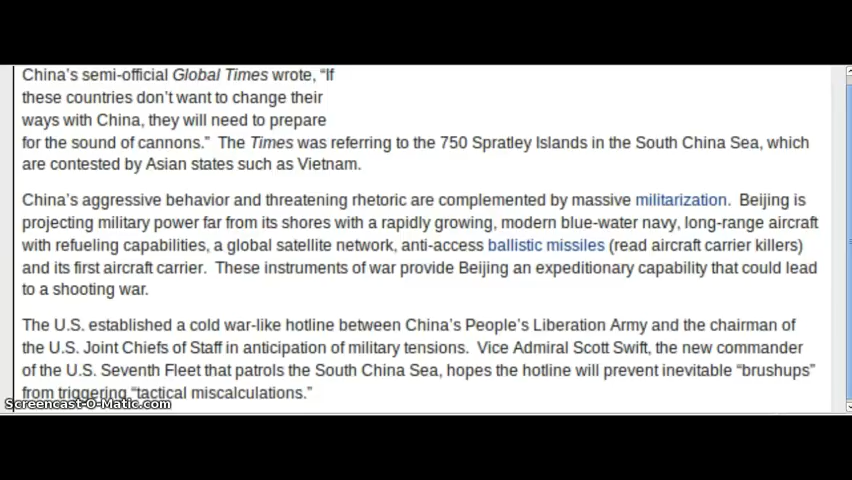 China’s semi-official Global Times wrote, “If
these countries don’t want to change their
ways with China, they will need to prepare
for the sound of cannons.”  The Times was referring to the 750 Spratley Islands in the South China Sea, which
are contested by Asian states such as Vietnam.
China’s aggressive behavior and threatening rhetoric are complemented by massive militarization.  Beijing is
projecting military power far from its shores with a rapidly growing, modern blue-water navy, long-range aircraft
with refueling capabilities, a global satellite network, anti-access ballistic missiles (read aircraft carrier killers)
and its first aircraft carrier.  These instruments of war provide Beijing an expeditionary capability that could lead
to a shooting war.
The U.S. established a cold war-like hotline between China’s People’s Liberation Army and the chairman of
the U.S. Joint Chiefs of Staff in anticipation of military tensions.  Vice Admiral Scott Swift, the new commander
of the U.S. Seventh Fleet that patrols the South China Sea, hopes the hotline will prevent inevitable “brushups”
from triggering “tactical miscalculations.”
Screencast-O-Matic.com